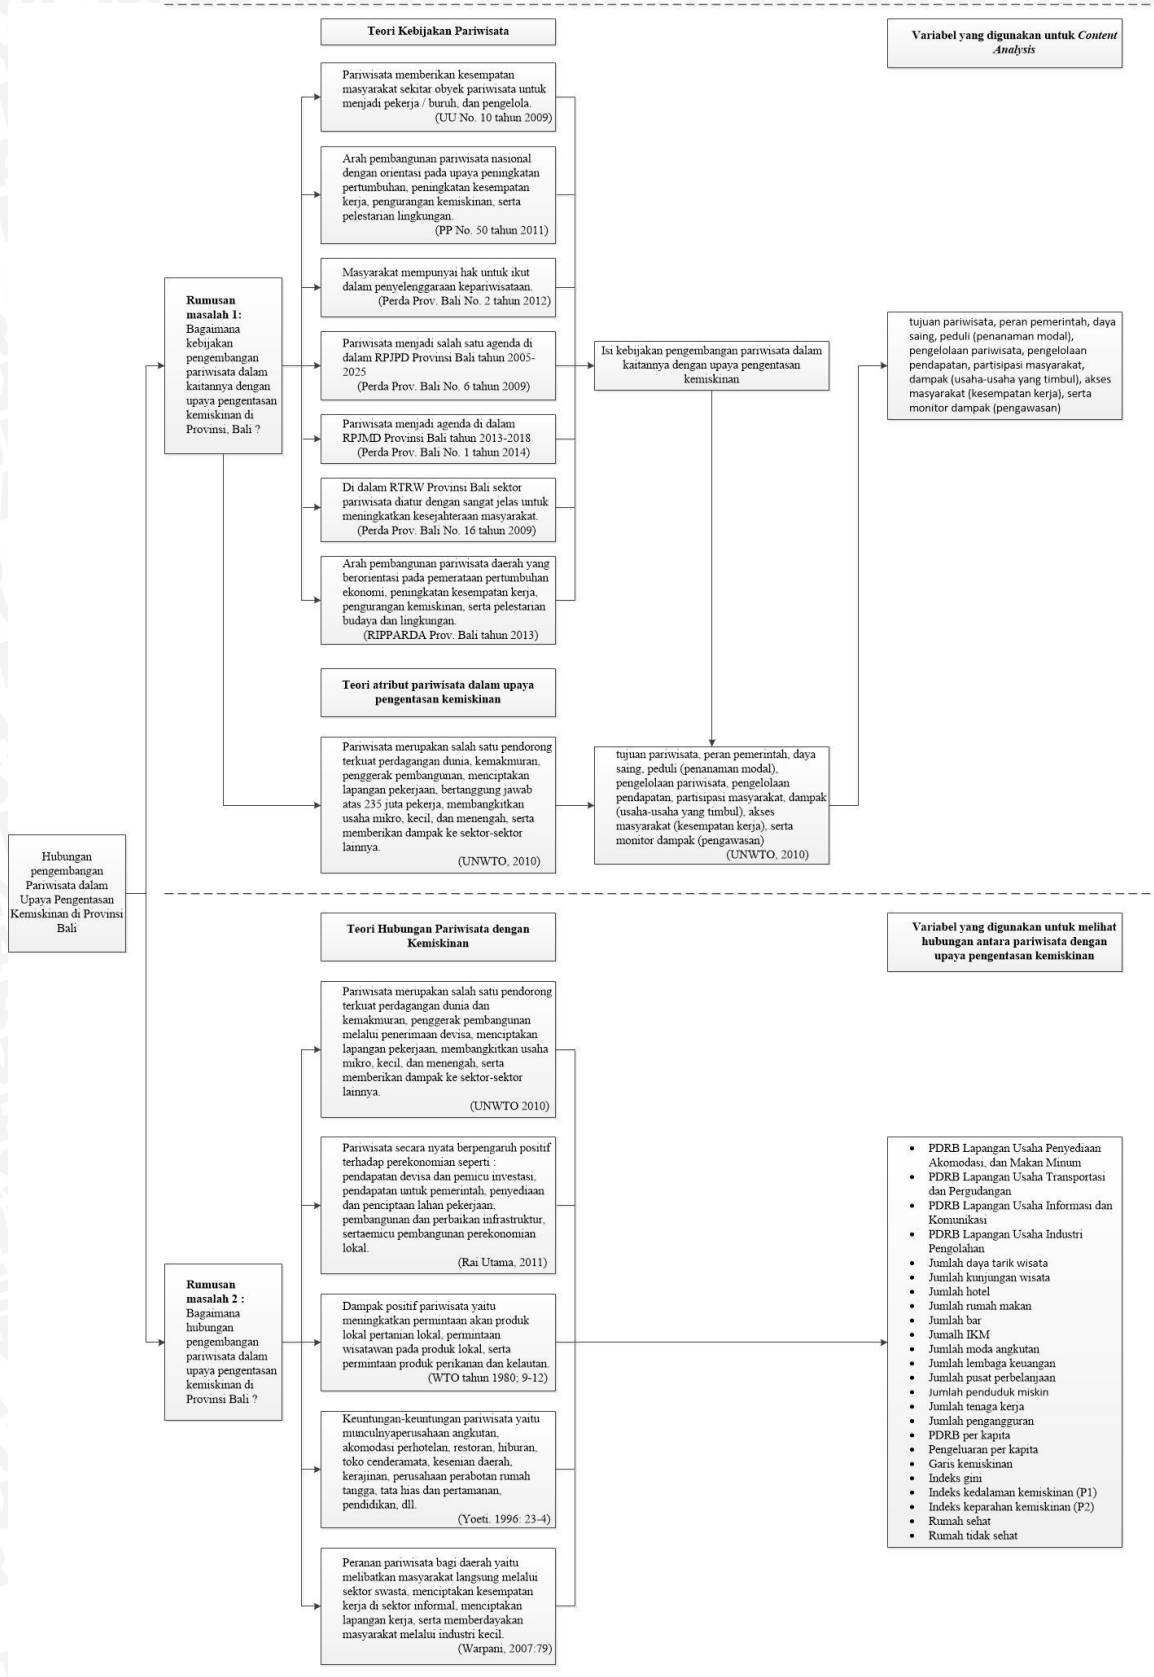 Teori Kebijakan Pariwisata
Variabel yang digunakan untuk Content
Analysis
Pariwisata memberikan kesempatan
masyarakat sekitar obyek pariwisata untuk
menjadi pekerja / buruh, dan pengelola.
(UU No. 10 tahun 2009)
Arah pembangunan pariwisata nasional
dengan orientasi pada upaya peningkatan
pertumbuhan, peningkatan kesempatan
kerja, pengurangan kemiskinan, serta
pelestarian lingkungan.
(PP No. 50 tahun 2011)
Masyarakat mempunyai hak untuk ikut
dalam penyelenggaraan kepariwisataan.
(Perda Prov. Bali No. 2 tahun 2012)
Rumusan
masalah 1:
Bagaimana
kebijakan
pengembangan
pariwisata dalam
kaitannya dengan
upaya pengentasan
kemiskinan di
Provinsi, Bali ?
Pariwisata menjadi salah satu agenda di
dalam RPJPD Provinsi Bali tahun 2005-
2025
(Perda Prov. Bali No. 6 tahun 2009)
Isi kebijakan pengembangan pariwisata dalam
kaitannya dengan upaya pengentasan
kemiskinan
tujuan pariwisata, peran pemerintah, daya
saing, peduli (penanaman modal),
pengelolaan pariwisata, pengelolaan
pendapatan, partisipasi masyarakat,
dampak (usaha-usaha yang timbul), akses
masyarakat (kesempatan kerja), serta
monitor dampak (pengawasan)
Pariwisata menjadi agenda di dalam
RPJMD Provinsi Bali tahun 2013-2018
(Perda Prov. Bali No. 1 tahun 2014)
Di dalam RTRW Provinsi Bali sektor
pariwisata diatur dengan sangat jelas untuk
meningkatkan kesejahteraan masyarakat.
(Perda Prov. Bali No. 16 tahun 2009)
Arah pembangunan pariwisata daerah yang
berorientasi pada pemerataan pertumbuhan
ekonomi, peningkatan kesempatan kerja,
pengurangan kemiskinan, serta pelestarian
budaya dan lingkungan.
(RIPPARDA Prov. Bali tahun 2013)
Teori atribut pariwisata dalam upaya
pengentasan kemiskinan
Pariwisata merupakan salah satu pendorong
terkuat perdagangan dunia, kemakmuran,
penggerak pembangunan, menciptakan
lapangan pekerjaan, bertanggung jawab
atas 235 juta pekerja, membangkitkan
usaha mikro, kecil, dan menengah, serta
memberikan dampak ke sektor-sektor
lainnya.
(UNWTO, 2010)
tujuan pariwisata, peran pemerintah, daya
saing, peduli (penanaman modal),
pengelolaan pariwisata, pengelolaan
pendapatan, partisipasi masyarakat, dampak
(usaha-usaha yang timbul), akses
masyarakat (kesempatan kerja), serta
monitor dampak (pengawasan)
(UNWTO, 2010)
Hubungan
pengembangan
Pariwisata dalam
Upaya Pengentasan
Kemiskinan di Provinsi
Bali
Teori Hubungan Pariwisata dengan
Kemiskinan
Variabel yang digunakan untuk melihat
hubungan antara pariwisata dengan
upaya pengentasan kemiskinan
Pariwisata merupakan salah satu pendorong
terkuat perdagangan dunia dan
kemakmuran, penggerak pembangunan
melalui penerimaan devisa, menciptakan
lapangan pekerjaan, membangkitkan usaha
mikro, kecil, dan menengah, serta
memberikan dampak ke sektor-sektor
lainnya.
(UNWTO 2010)
Pariwisata secara nyata berpengaruh positif
terhadap perekonomian seperti :
pendapatan devisa dan pemicu investasi,
pendapatan untuk pemerintah, penyediaan
dan penciptaan lahan pekerjaan,
pembangunan dan perbaikan infrastruktur,
sertaemicu pembangunan perekonomian
lokal.
(Rai Utama, 2011)
Rumusan
masalah 2 :
Bagaimana
hubungan
pengembangan
pariwisata dalam
upaya pengentasan
kemiskinan di
Provinsi Bali ?
Dampak positif pariwisata yaitu
meningkatkan permintaan akan produk
lokal pertanian lokal, permintaan
wisatawan pada produk lokal, serta
permintaan produk perikanan dan kelautan.
(WTO tahun 1980; 9-12)
Keuntungan-keuntungan pariwisata yaitu
munculnyaperusahaan angkutan,
akomodasi perhotelan, restoran, hiburan,
toko cenderamata, kesenian daerah,
kerajinan, perusahaan perabotan rumah
tangga, tata hias dan pertamanan,
pendidikan, dll.
(Yoeti. 1996: 23-4)
Peranan pariwisata bagi daerah yaitu
melibatkan masyarakat langsung melalui
sektor swasta, menciptakan kesempatan
kerja di sektor informal, menciptakan
lapangan kerja, serta memberdayakan
masyarakat melalui industri kecil.
(Warpani, 2007:79)
• PDRB Lapangan Usaha Penyediaan
Akomodasi, dan Makan Minum
• PDRB Lapangan Usaha Transportasi
dan Pergudangan
• PDRB Lapangan Usaha Informasi dan
Komunikasi
• PDRB Lapangan Usaha Industri
Pengolahan
• Jumlah daya tarik wisata
• Jumlah kunjungan wisata
• Jumlah hotel
• Jumlah rumah makan
• Jumlah bar
• Jumalh IKM
• Jumlah moda angkutan
• Jumlah lembaga keuangan
• Jumlah pusat perbelanjaan
• Jumlah penduduk miskin
• Jumlah tenaga kerja
• Jumlah pengangguran
• PDRB per kapita
• Pengeluaran per kapita
• Garis kemiskinan
• Indeks gini
• Indeks kedalaman kemiskinan (P1)
• Indeks keparahan kemiskinan (P2)
• Rumah sehat
• Rumah tidak sehat